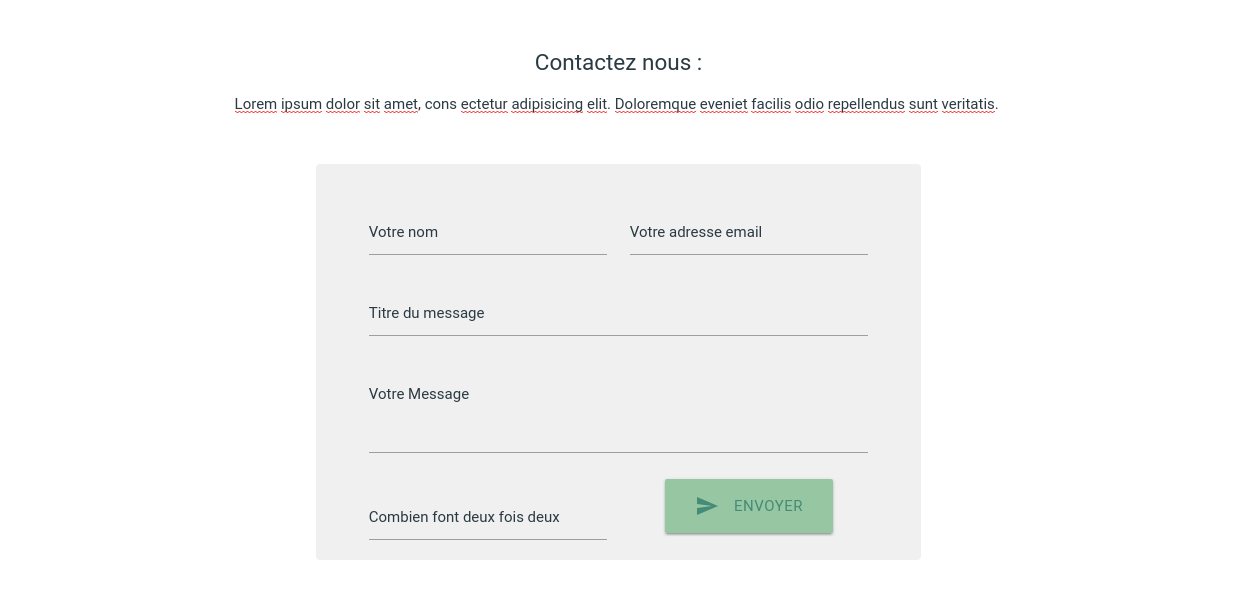 Contactez nous :
Lorem ipsum dolor sit amet, cons ectetur adipisicing elit. Doloremque eveniet facilis odio repellendus sunt veritatis.
Votre nom
Votre adresse email
Titre du message
Votre Message
Combien font deux fois deux
ENVOYER